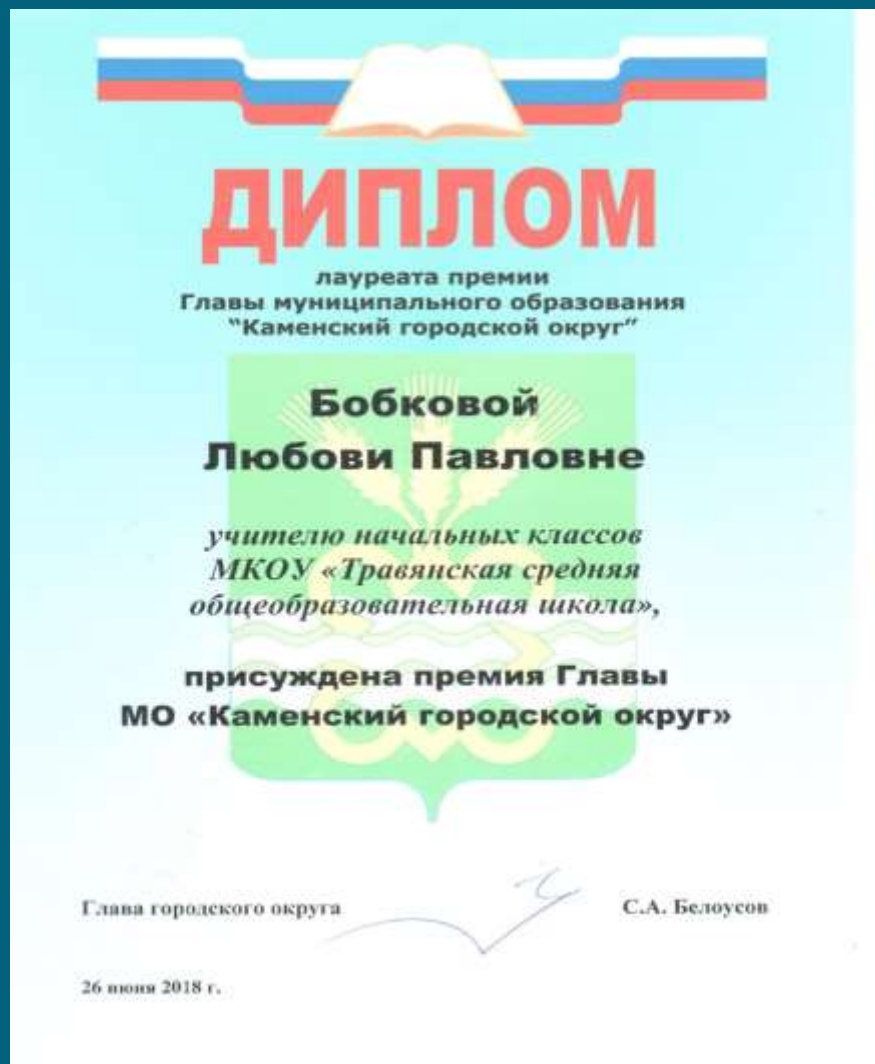 ДИПЛОМ
лауреата премии
Главы муниципального образования
"Каменский городской округ"
Бобковой
Любови Павловне
учителю начальных классов
МКОУ «Травянская средняя
общеобразовательная школа»,
присуждена премия Главы
МО «Каменский городской округ»
Глава городского округа С.А. Белоусов
26 июня 2018 г.